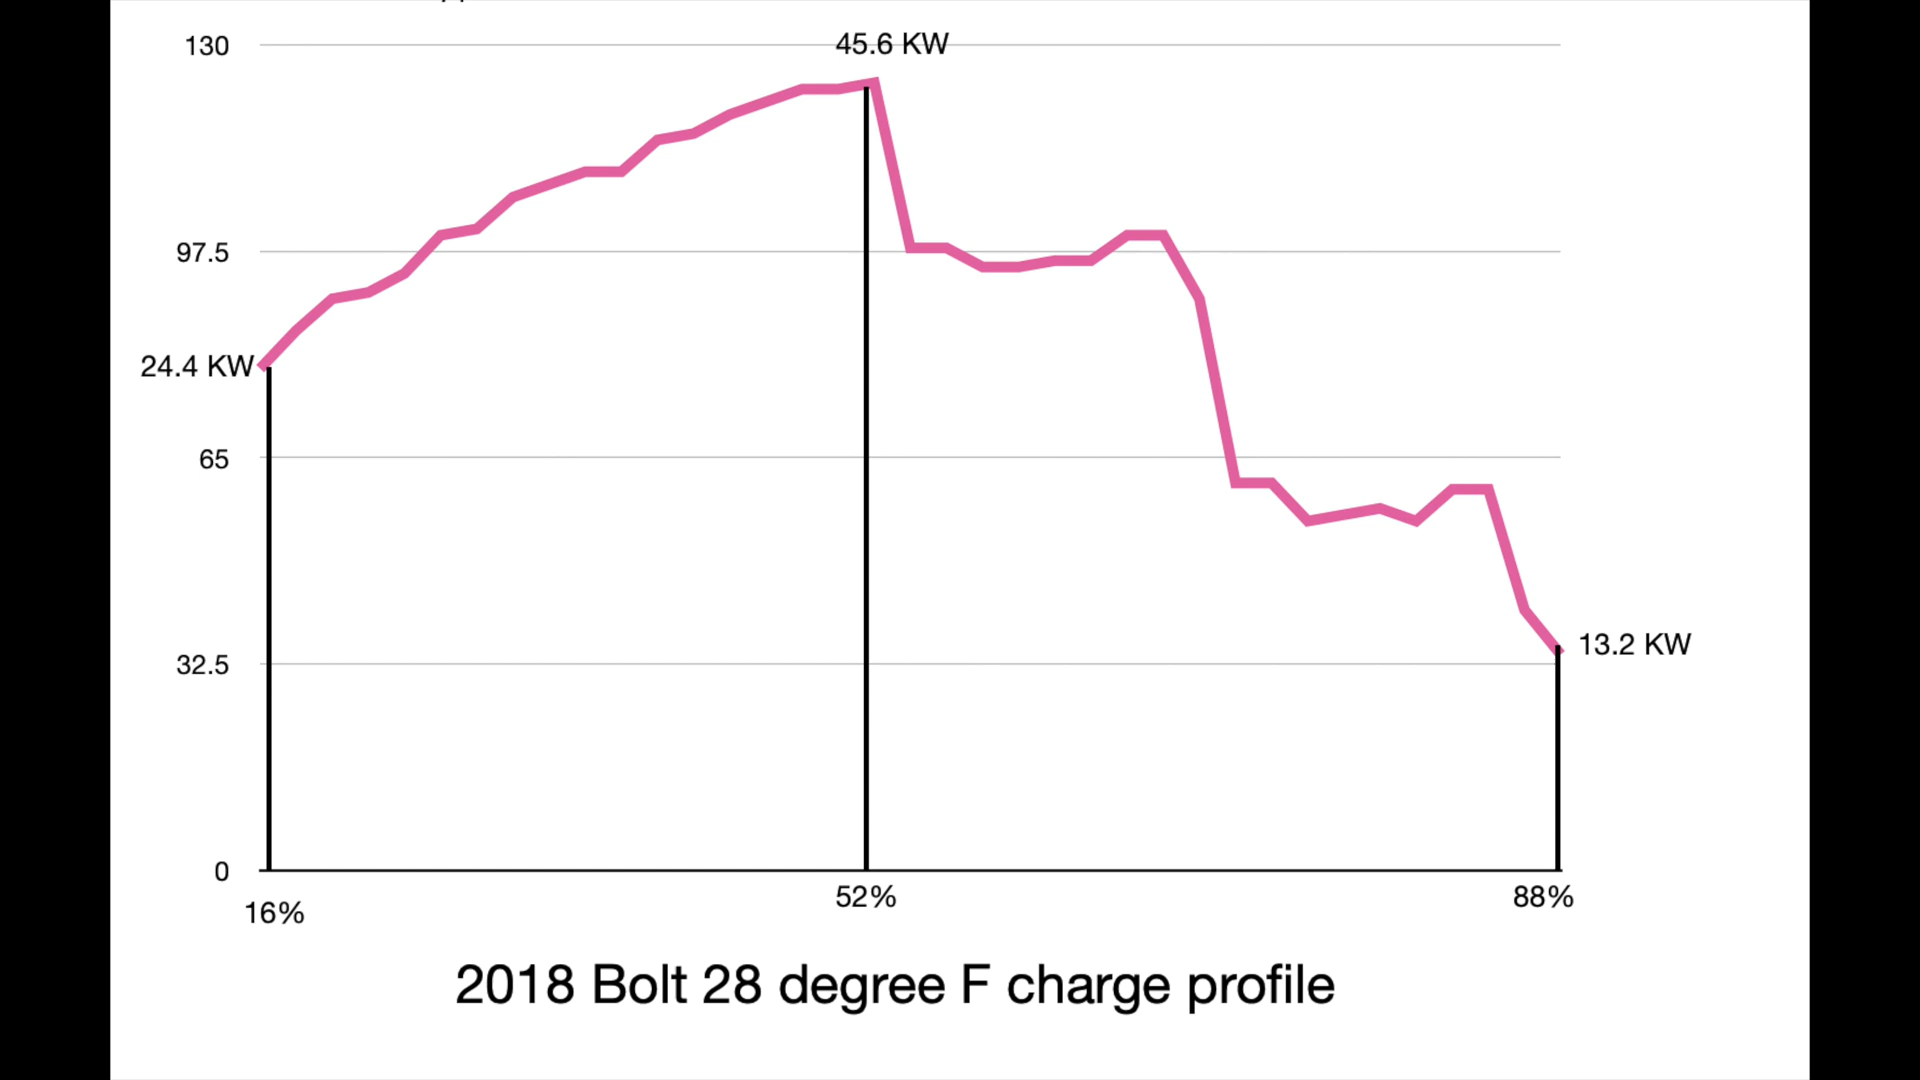 130
45.6 KW
97.5
24.4 KW
65
32.5
13.2 KW
0
16%
52%
88%
2018 Bolt 28 degree F charge profile